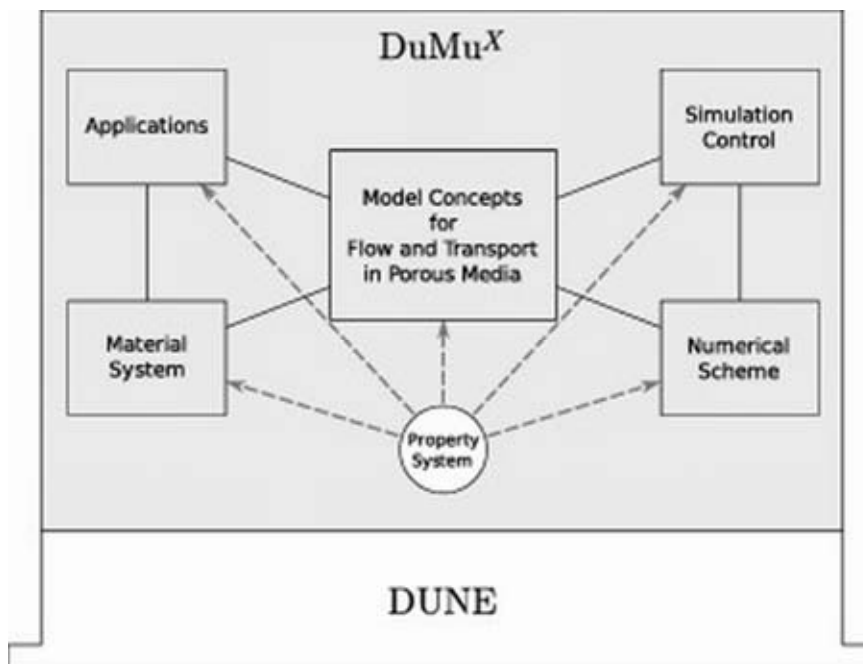 DuMuˣ
Applications
Simulation
Control
Model Concepts
for
Flow and Transport
in Porous Media
Material
System
Numerical
Scheme
Property
System
DUNE